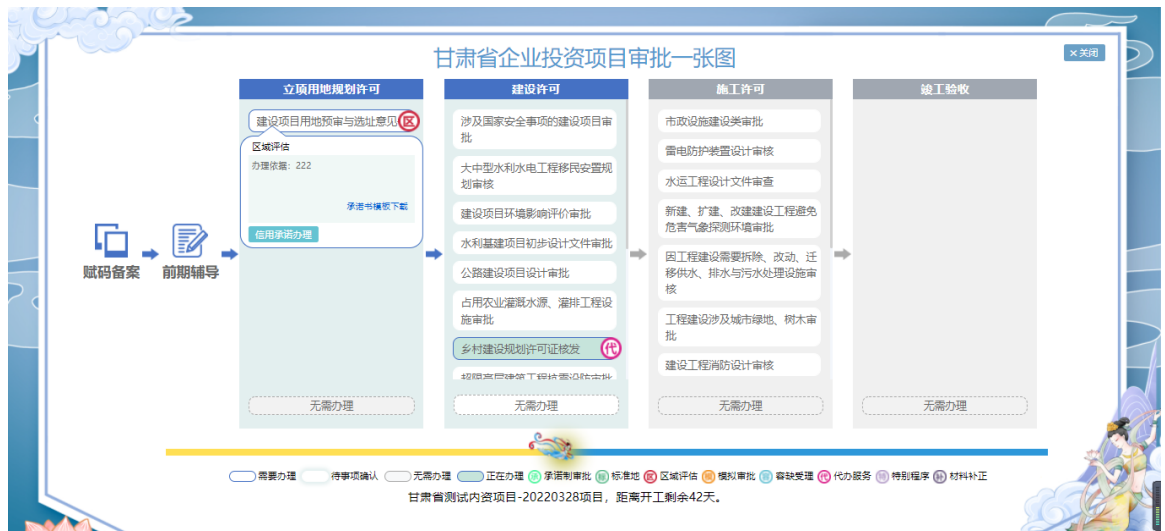 甘肃省企业投资项目审批一张图
×关闭
赋码备案
前期辅导
立项用地规划许可
建设项目用地预审与选址意见
区
区域评估
办理依据：222
承诺书模板下载
信用承诺办理
无需办理
建设许可
涉及国家安全事项的建设项目审
批
大中型水利水电工程移民安置规
划审核
建设项目环境影响评价审批
水利基建项目初步设计文件审批
公路建设项目设计审批
占用农业灌溉水源、灌排工程设
施审批
乡村建设规划许可证核发
代
超限高层建筑工程抗震设防审批
无需办理
施工许可
市政设施建设类审批
雷电防护装置设计审核
水运工程设计文件审查
新建、扩建、改建建设工程避免
危害气象探测环境审批
因工程建设需要拆除、改动、迁
移供水、排水与污水处理设施审
核
工程建设涉及城市绿地、树木审
批
建设工程消防设计审核
无需办理
竣工验收
无需办理
需要办理 待事项确认 无需办理 正在办理 承诺制审批 标准地 区 区域评估 模拟审批 容缺受理 代 代办服务 特别程序 补 材料补正
甘肃省测试内资项目-20220328项目，距离开工剩余42天。